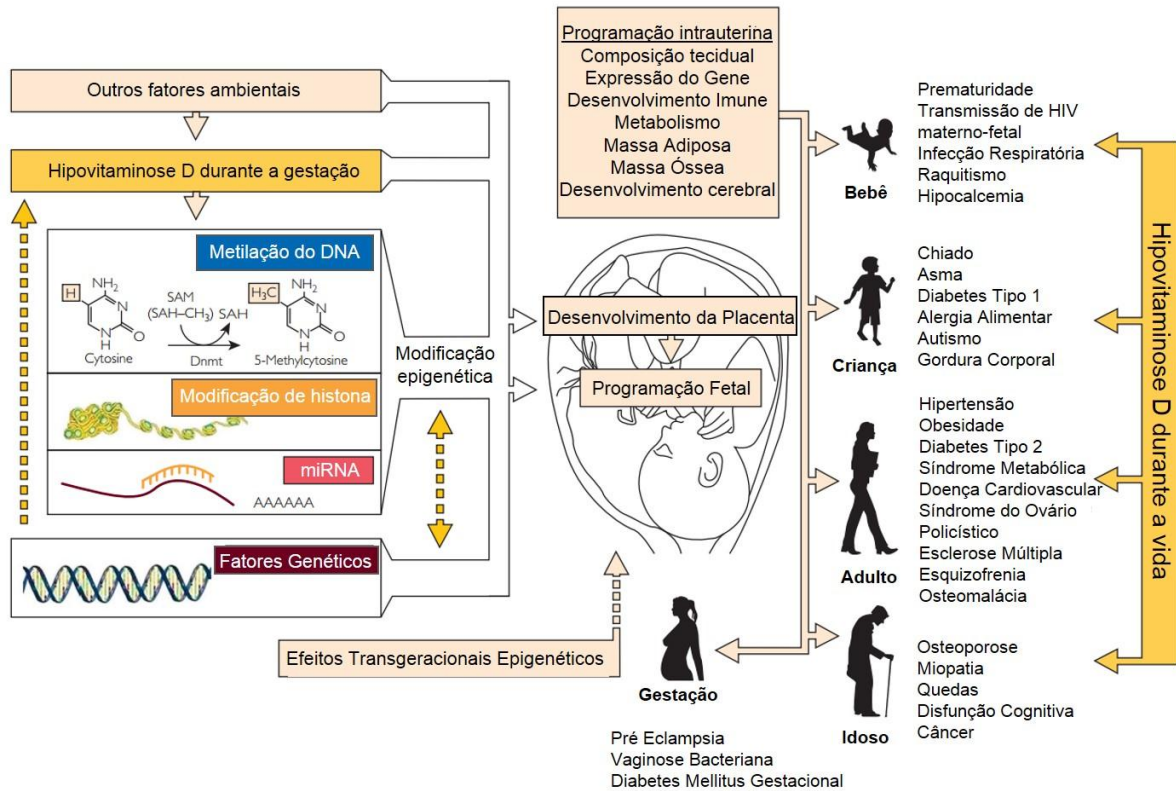 Outros fatores ambientais
Hipovitaminose D durante a gestação
Metilação do DNA
H
NH₂
N
N
H
O
Cytosine
SAM
(SAH–CH₃)
SAH
Dnmt
H₃C
NH₂
N
N
H
O
5-Methylcytosine
Modificação de histona
miRNA
AAAAAA
Fatores Genéticos
Modificação
epigenética
Efeitos Transgeracionais Epigenéticos
Programação intrauterina
Composição tecidual
Expressão do Gene
Desenvolvimento Imune
Metabolismo
Massa Adiposa
Massa Óssea
Desenvolvimento cerebral
Desenvolvimento da Placenta
Programação Fetal
Gestação
Pré Eclampsia
Vaginose Bacteriana
Diabetes Mellitus Gestacional
Bebê
Prematuridade
Transmissão de HIV
materno-fetal
Infecção Respiratória
Raquitismo
Hipocalcemia
Criança
Chiado
Asma
Diabetes Tipo 1
Alergia Alimentar
Autismo
Gordura Corporal
Adulto
Hipertensão
Obesidade
Diabetes Tipo 2
Síndrome Metabólica
Doença Cardiovascular
Síndrome do Ovário
Policístico
Esclerose Múltipla
Esquizofrenia
Osteomalácia
Idoso
Osteoporose
Miopatia
Quedas
Disfunção Cognitiva
Câncer
Hipovitaminose D durante a vida